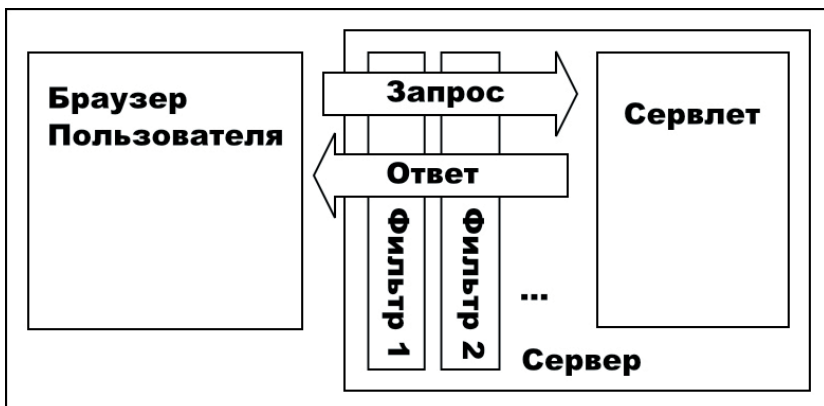 Браузер
Пользователя
Запрос
Ответ
Фильтр 1
Фильтр 2
...
Сервлет
Сервер